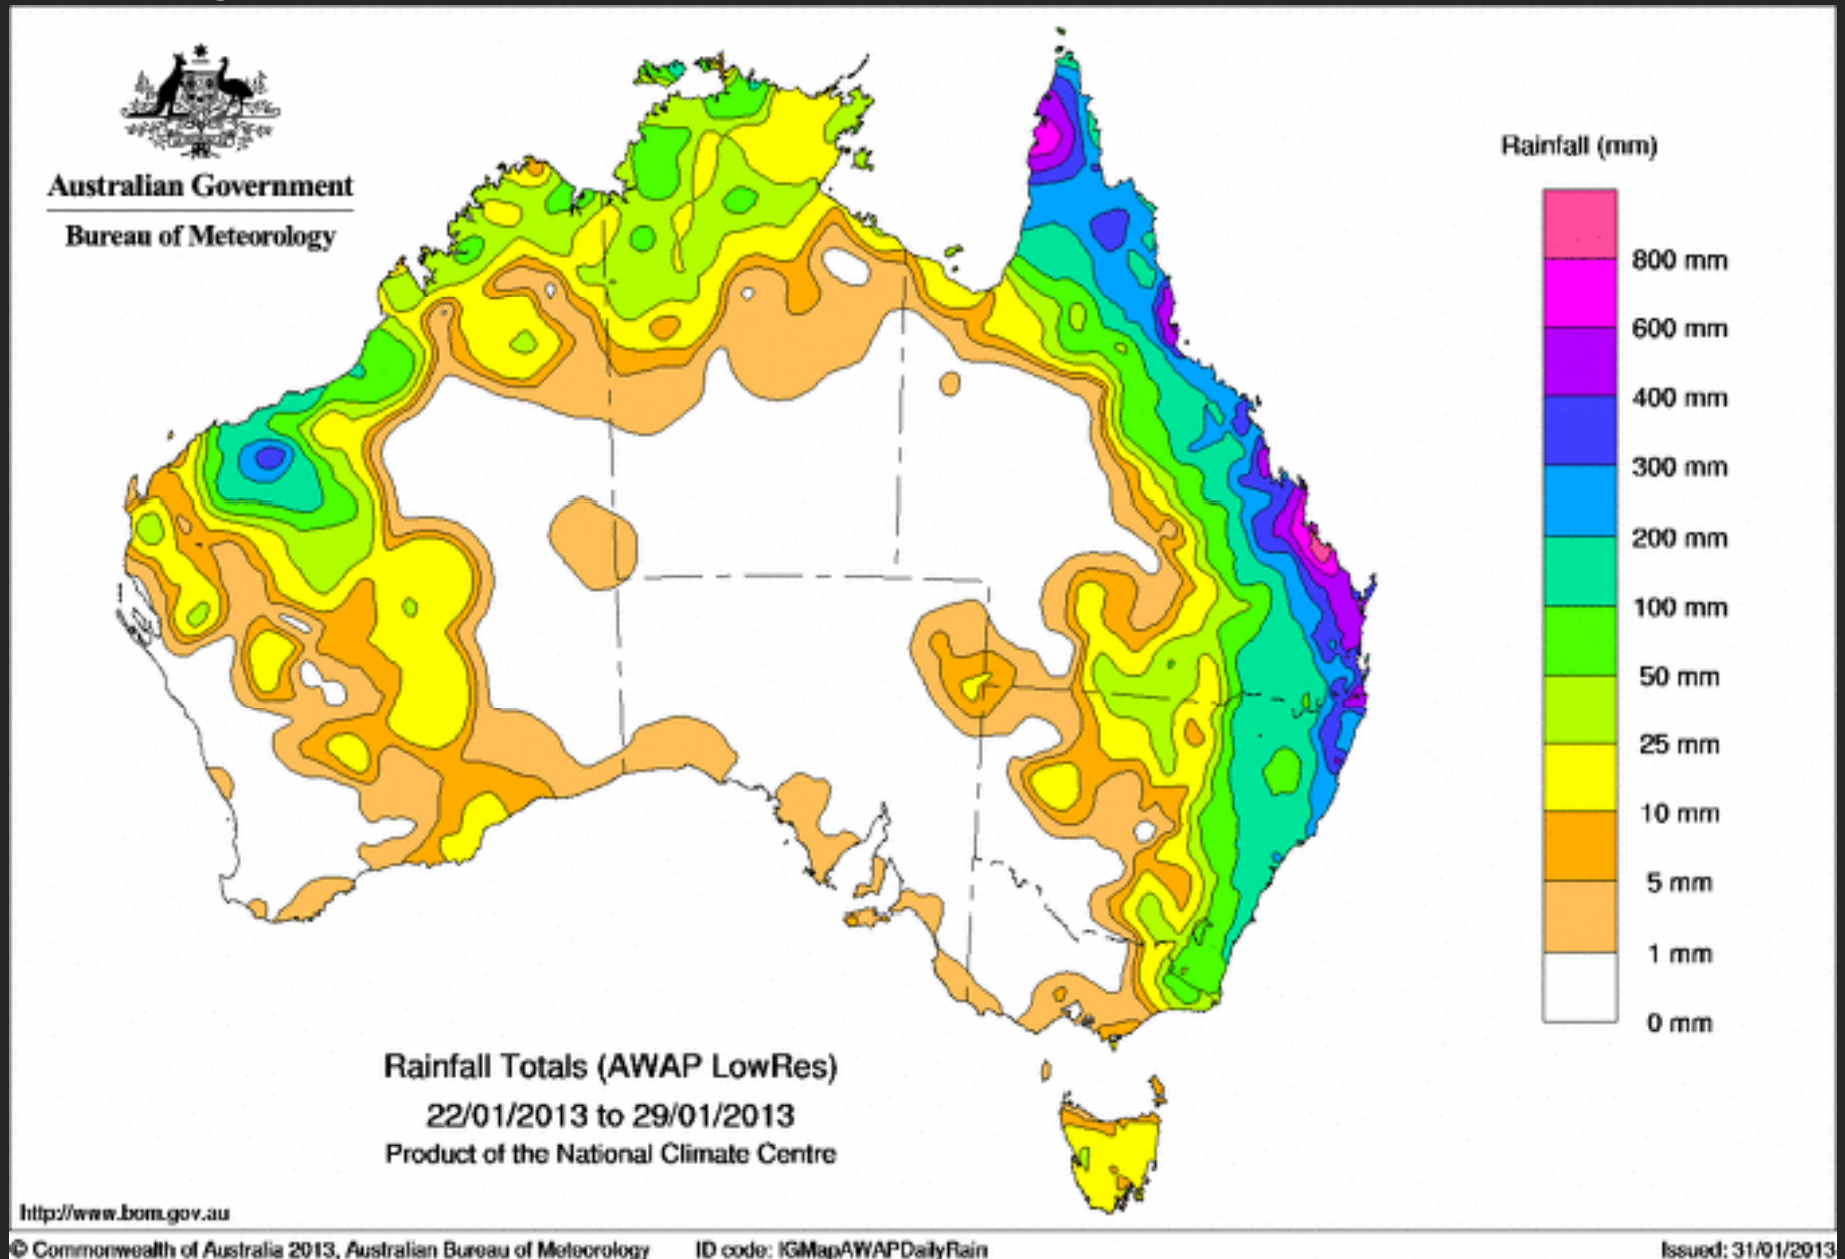 Australian Government
Bureau of Meteorology
Rainfall (mm)
800 mm
600 mm
400 mm
300 mm
200 mm
100 mm
50 mm
25 mm
10 mm
5 mm
1 mm
0 mm
Rainfall Totals (AWAP LowRes)
22/01/2013 to 29/01/2013
Product of the National Climate Centre
http://www.bom.gov.au
© Commonwealth of Australia 2013, Australian Bureau of Meteorology ID code: IGMapAWAPDailyRain Issued: 31/01/2013